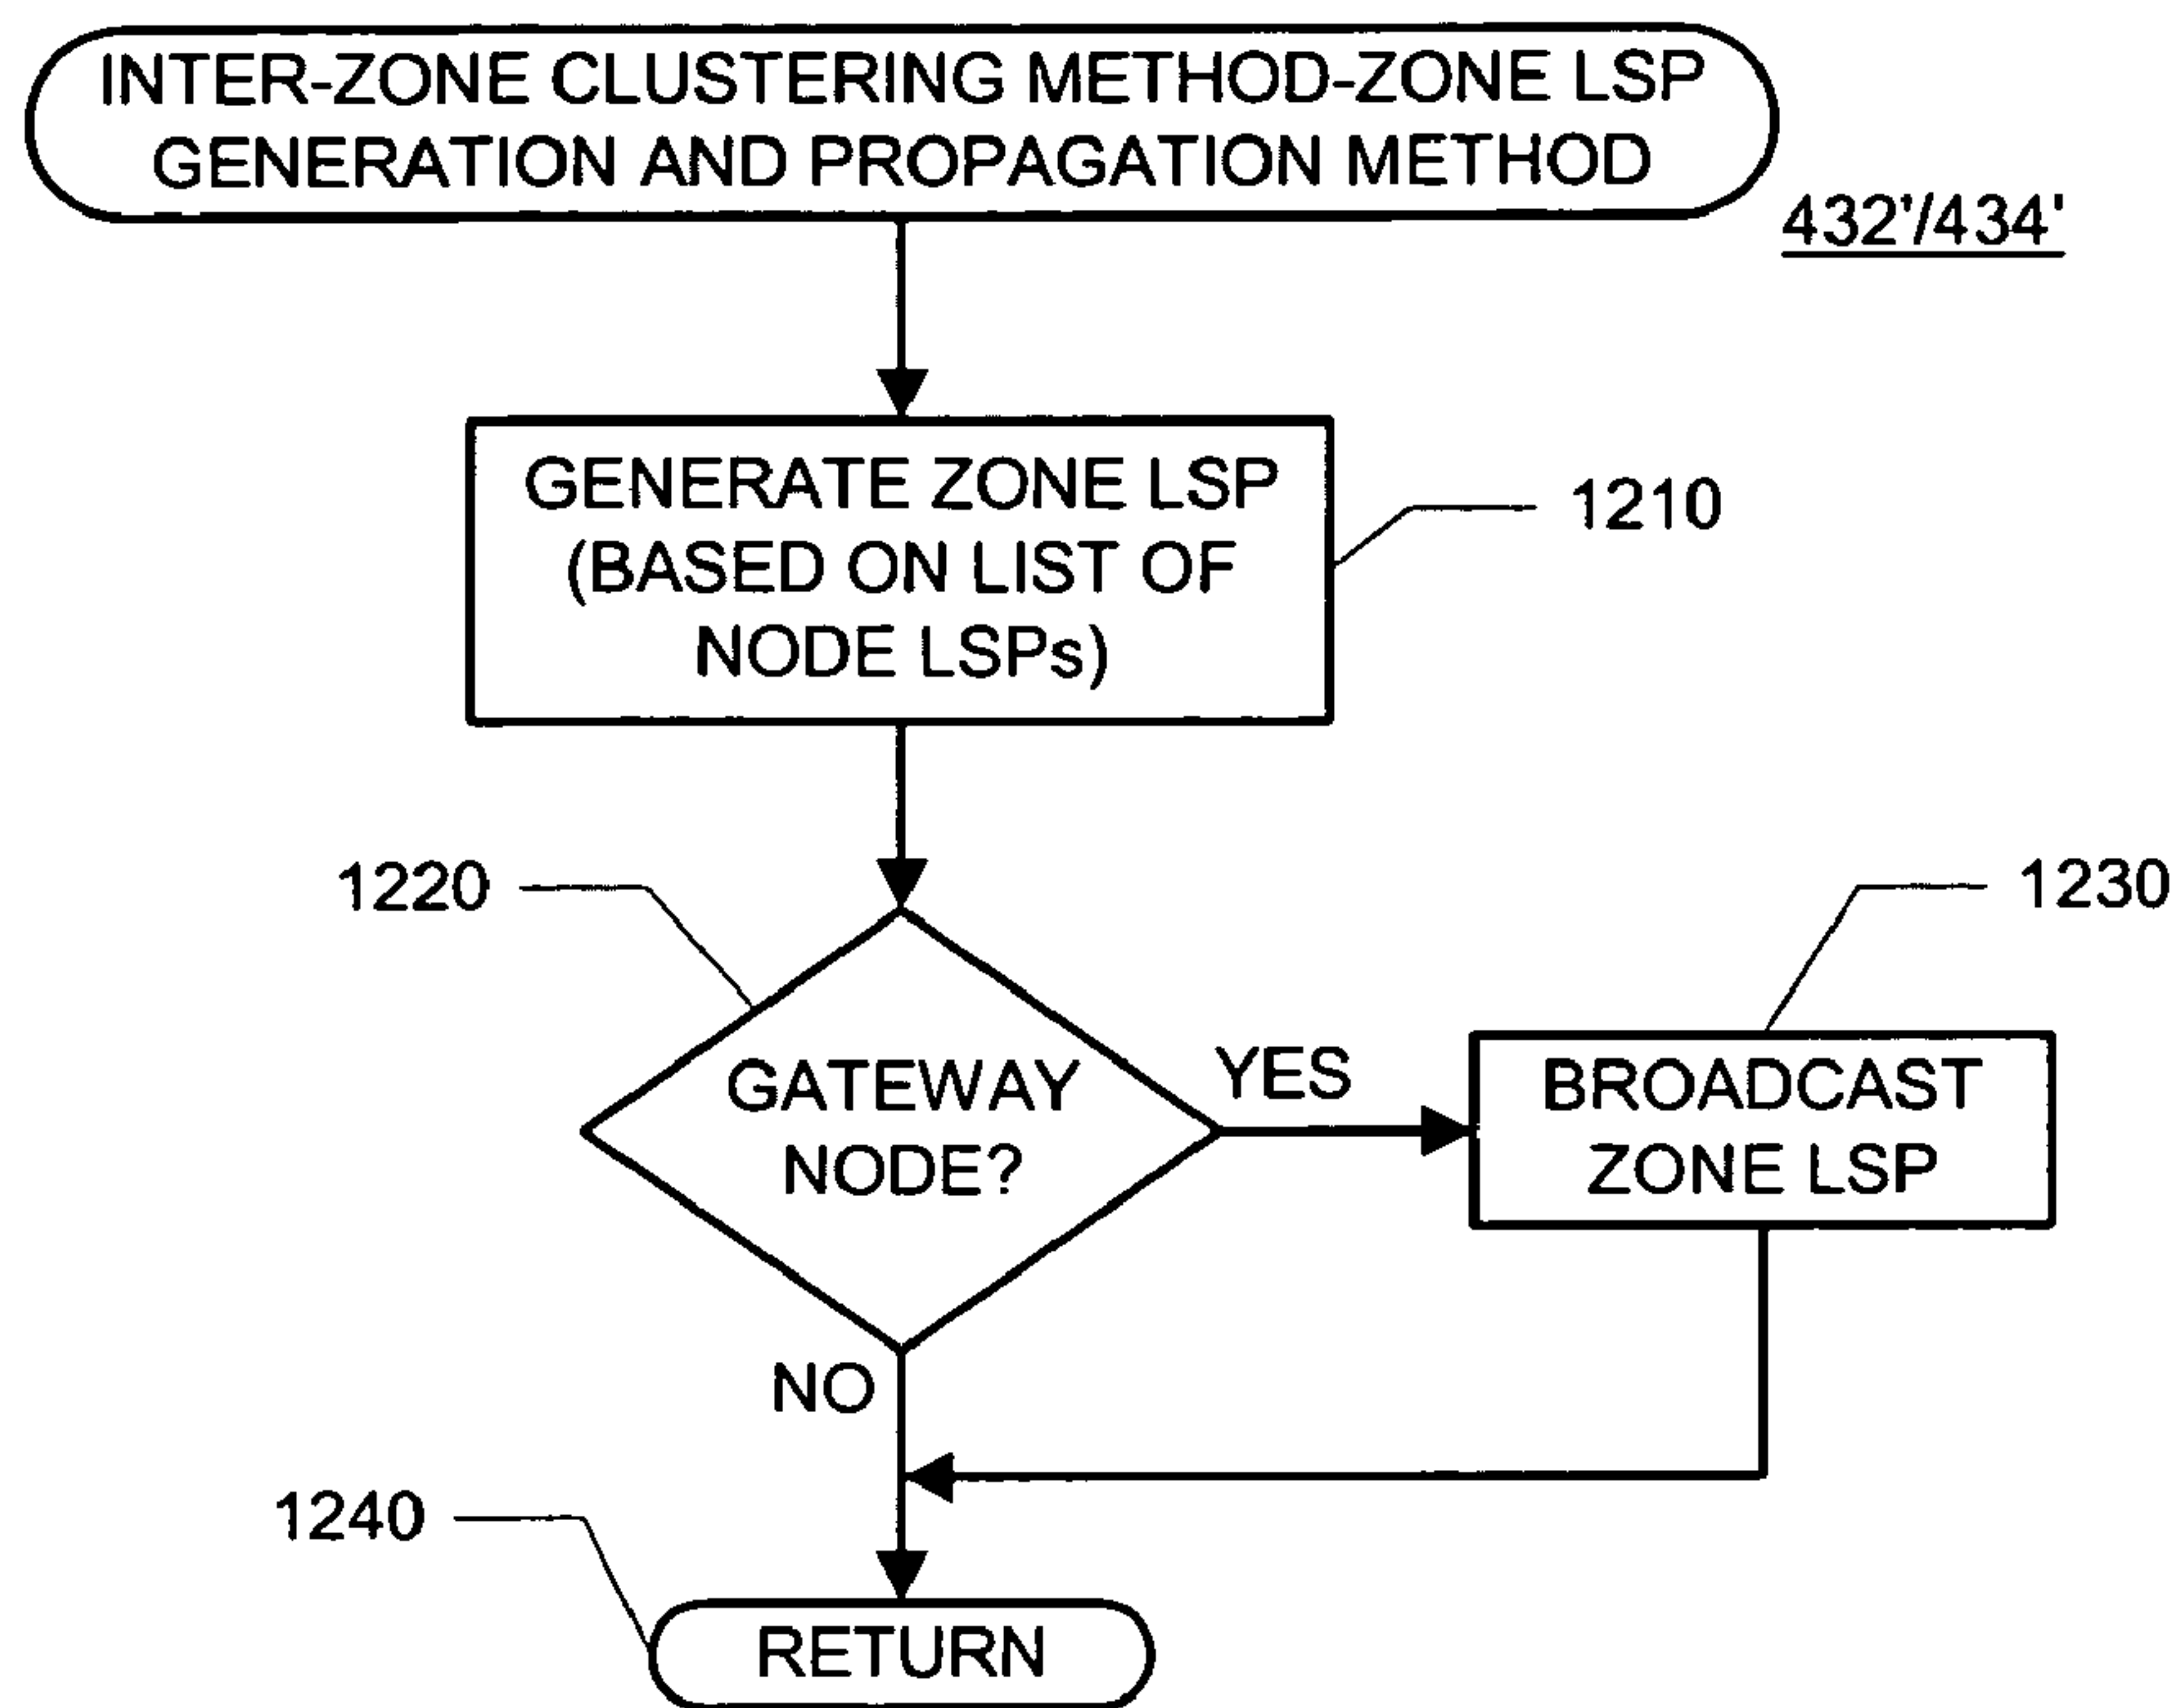 INTER-ZONE CLUSTERING METHOD-ZONE LSP
GENERATION AND PROPAGATION METHOD
432'/434'
GENERATE ZONE LSP
(BASED ON LIST OF
NODE LSPs)
1210
1220
1230
GATEWAY
NODE?
YES
BROADCAST
ZONE LSP
NO
1240
RETURN